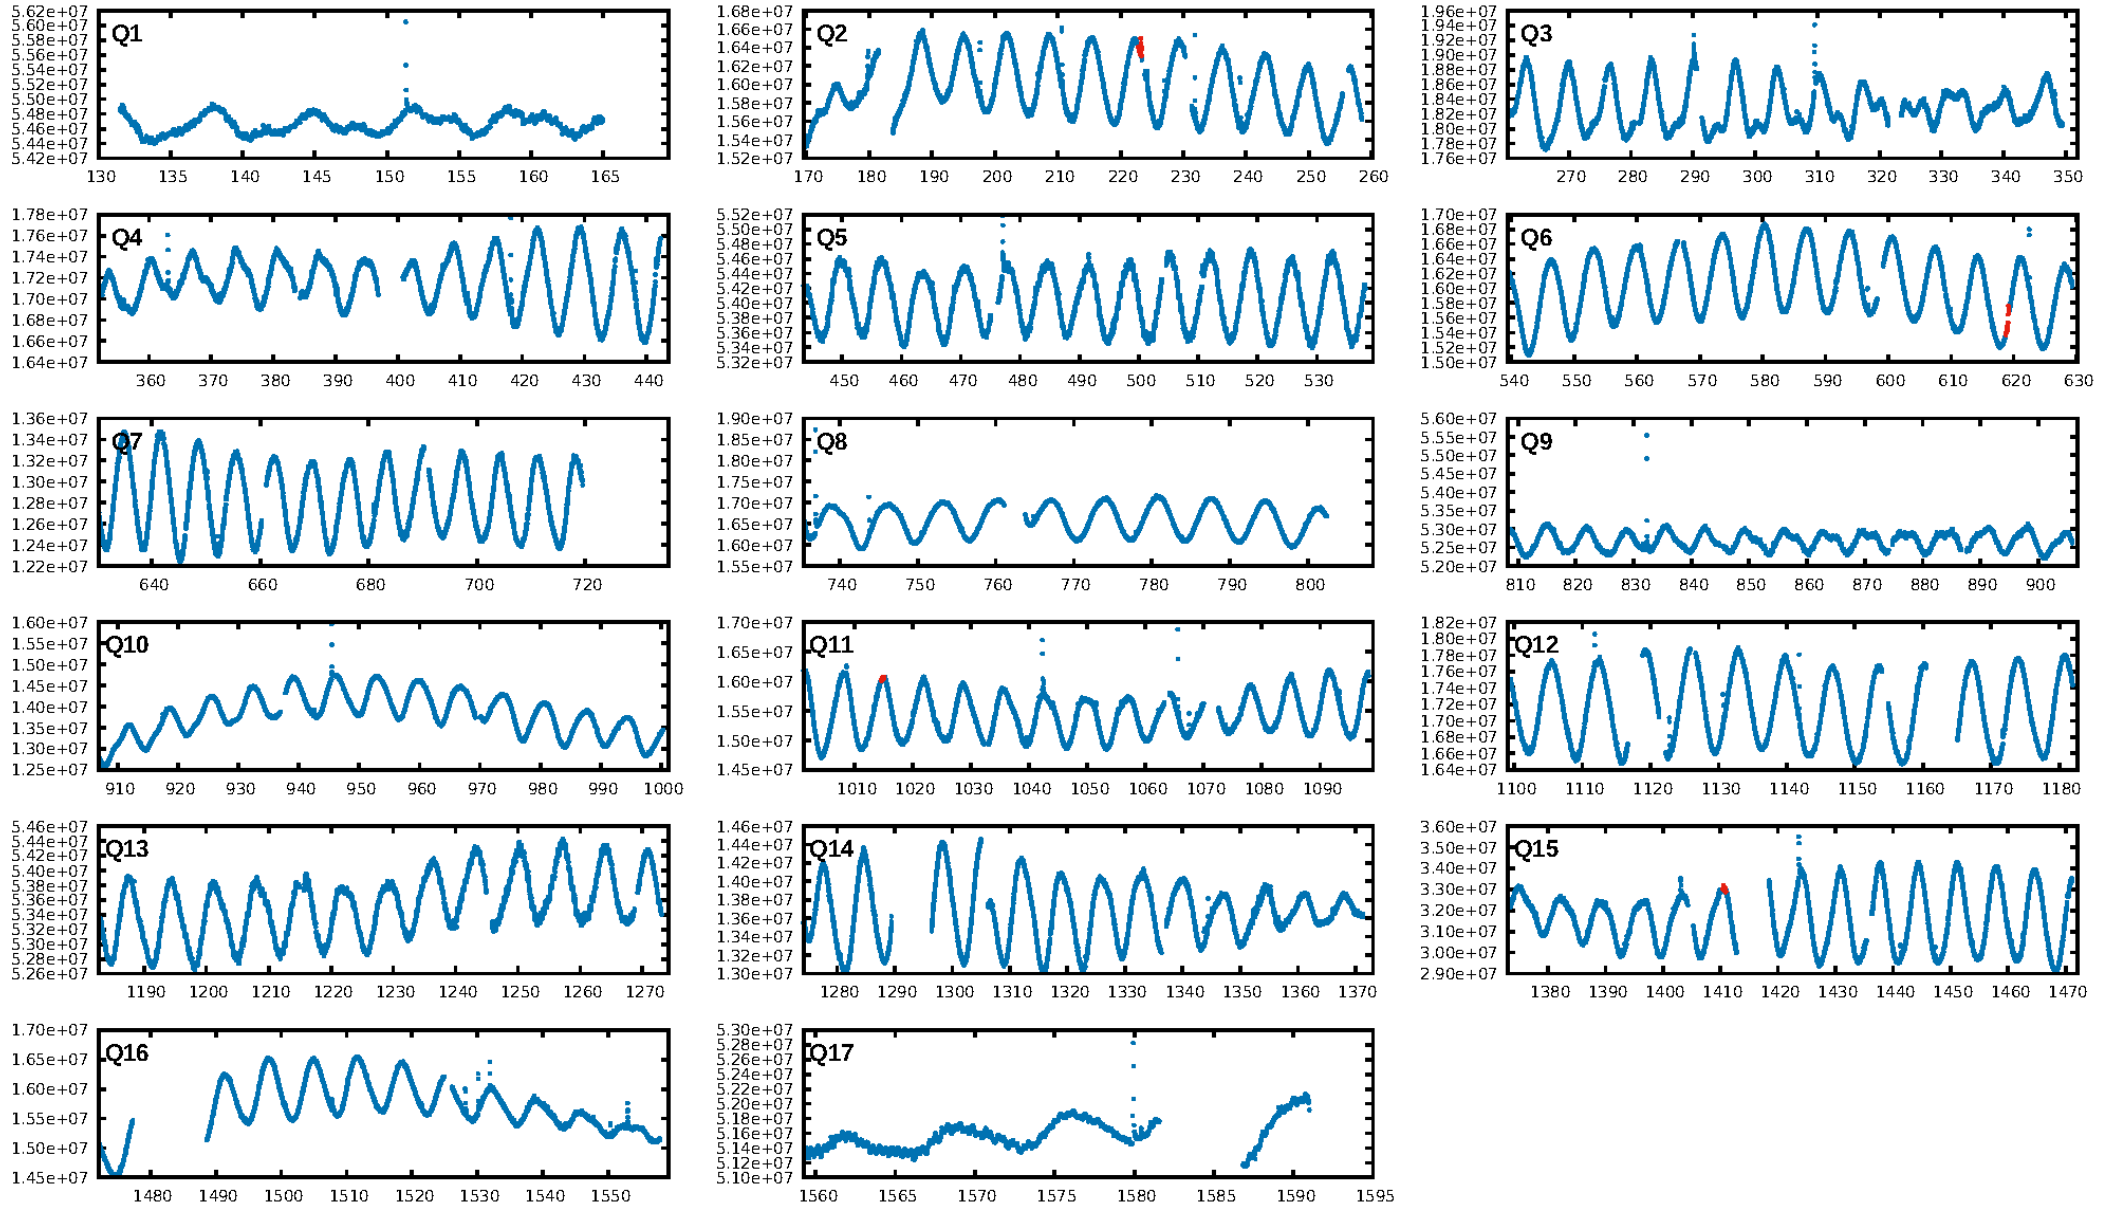 Q1
5.62e+07
5.60e+07
5.58e+07
5.56e+07
5.54e+07
5.52e+07
5.50e+07
5.48e+07
5.46e+07
5.44e+07
5.42e+07
130 135 140 145 150 155 160 165
Q2
1.68e+07
1.66e+07
1.64e+07
1.62e+07
1.60e+07
1.58e+07
1.56e+07
1.54e+07
1.52e+07
170 180 190 200 210 220 230 240 250 260
Q3
1.96e+07
1.94e+07
1.92e+07
1.90e+07
1.88e+07
1.86e+07
1.84e+07
1.82e+07
1.80e+07
1.78e+07
1.76e+07
270 280 290 300 310 320 330 340 350
Q4
1.78e+07
1.76e+07
1.74e+07
1.72e+07
1.70e+07
1.68e+07
1.66e+07
1.64e+07
360 370 380 390 400 410 420 430 440
Q5
5.52e+07
5.50e+07
5.48e+07
5.46e+07
5.44e+07
5.42e+07
5.40e+07
5.38e+07
5.36e+07
5.34e+07
5.32e+07
450 460 470 480 490 500 510 520 530
Q6
1.70e+07
1.68e+07
1.66e+07
1.64e+07
1.62e+07
1.60e+07
1.58e+07
1.56e+07
1.54e+07
1.52e+07
1.50e+07
540 550 560 570 580 590 600 610 620 630
Q7
1.36e+07
1.34e+07
1.32e+07
1.30e+07
1.28e+07
1.26e+07
1.24e+07
1.22e+07
640 660 680 700 720
Q8
1.90e+07
1.85e+07
1.80e+07
1.75e+07
1.70e+07
1.65e+07
1.60e+07
1.55e+07
740 750 760 770 780 790 800
Q9
5.60e+07
5.55e+07
5.50e+07
5.45e+07
5.40e+07
5.35e+07
5.30e+07
5.25e+07
5.20e+07
810 820 830 840 850 860 870 880 890 900
Q10
1.60e+07
1.55e+07
1.50e+07
1.45e+07
1.40e+07
1.35e+07
1.30e+07
1.25e+07
910 920 930 940 950 960 970 980 990 1000
Q11
1.70e+07
1.65e+07
1.60e+07
1.55e+07
1.50e+07
1.45e+07
1010 1020 1030 1040 1050 1060 1070 1080 1090
Q12
1.82e+07
1.80e+07
1.78e+07
1.76e+07
1.74e+07
1.72e+07
1.70e+07
1.68e+07
1.66e+07
1.64e+07
1100 1110 1120 1130 1140 1150 1160 1170 1180
Q13
5.46e+07
5.44e+07
5.42e+07
5.40e+07
5.38e+07
5.36e+07
5.34e+07
5.32e+07
5.30e+07
5.28e+07
5.26e+07
1190 1200 1210 1220 1230 1240 1250 1260 1270
Q14
1.46e+07
1.44e+07
1.42e+07
1.40e+07
1.38e+07
1.36e+07
1.34e+07
1.32e+07
1.30e+07
1280 1290 1300 1310 1320 1330 1340 1350 1360 1370
Q15
3.60e+07
3.50e+07
3.40e+07
3.30e+07
3.20e+07
3.10e+07
3.00e+07
2.90e+07
1380 1390 1400 1410 1420 1430 1440 1450 1460 1470
Q16
1.70e+07
1.65e+07
1.60e+07
1.55e+07
1.50e+07
1.45e+07
1480 1490 1500 1510 1520 1530 1540 1550
Q17
5.30e+07
5.28e+07
5.26e+07
5.24e+07
5.22e+07
5.20e+07
5.18e+07
5.16e+07
5.14e+07
5.12e+07
5.10e+07
1560 1565 1570 1575 1580 1585 1590 1595